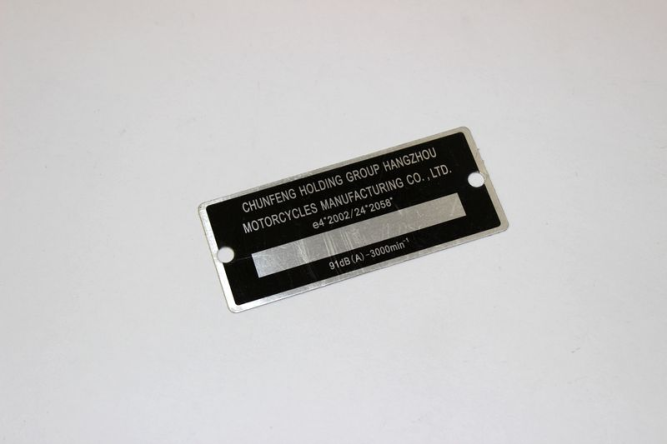 CHUNFENG HOLDING GROUP HANGZHOU
MOTORCYCLES MANUFACTURING CO.,LTD.
e4*2002/24*2058*
91dB(A)-3000min⁻¹